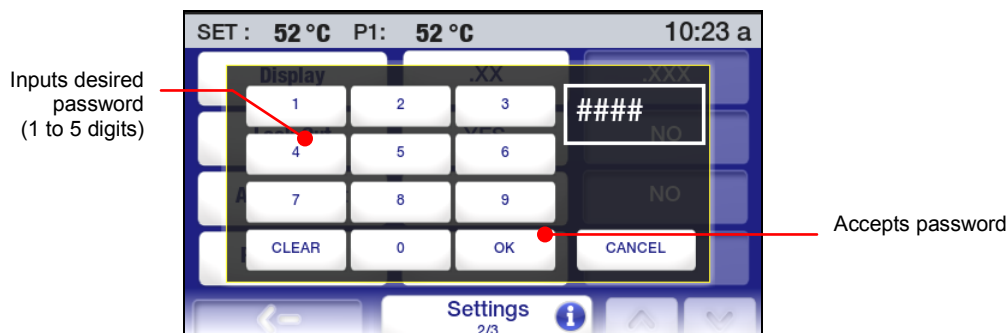 SET : 52 °C P1: 52 °C 10:23 a
Inputs desired
password
(1 to 5 digits)
Display .XX .XXX
1 2 3 ####
YES NO
4 5 6
7 8 9 NO
CLEAR 0 OK CANCEL
Accepts password
Settings
2/3